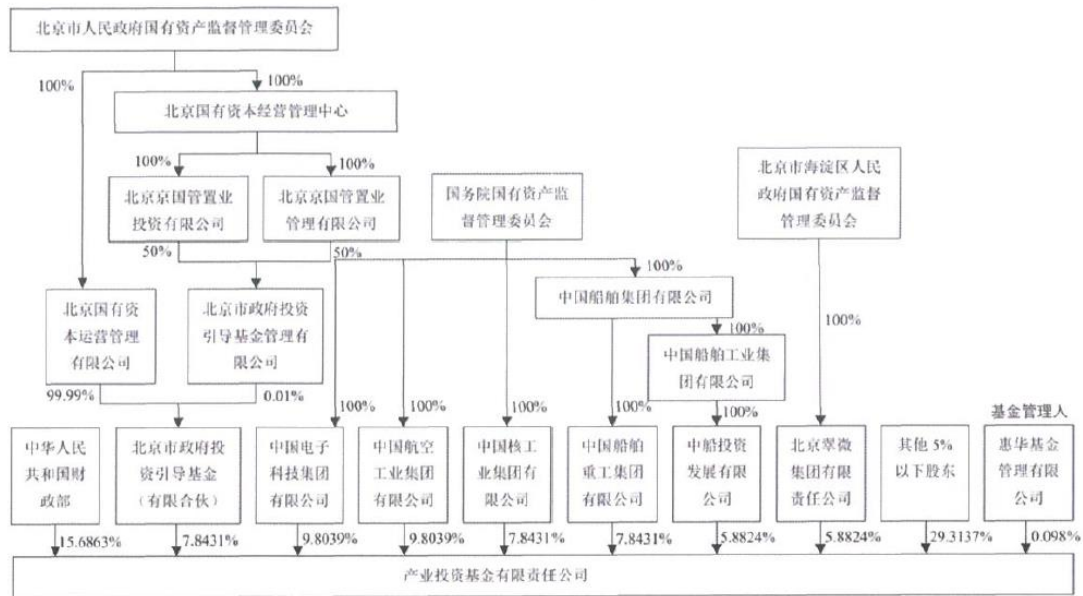 北京市人民政府国有资产监督管理委员会
100%
100%
北京国有资本经营管理中心
100%
100%
北京京国管置业
投资有限公司
北京京国管置业
管理有限公司
国务院国有资产监
督管理委员会
北京市海淀区人民
政府国有资产监督
管理委员会
50%
50%
100%
中国船舶集团有限公司
北京国有资
本运营管理
有限公司
北京市政府投资
引导基金管理有
限公司
100%
100%
中国船舶工业集
团有限公司
99.99%
0.01%
100%
100%
100%
100%
100%
基金管理人
中华人民
共和国财
政部
北京市政府投
资引导基金
(有限合伙)
中国电子
科技集团
有限公司
中国航空
工业集团
有限公司
中国核工
业集团有
限公司
中国船舶
重工集团
有限公司
中船投资
发展有限
公司
北京翠微
集团有限
责任公司
其他5%
以下股东
惠华基金
管理有限
公司
15.6863%
7.8431%
9.8039%
9.8039%
7.8431%
7.8431%
5.8824%
5.8824%
29.3137%
0.098%
产业投资基金有限责任公司